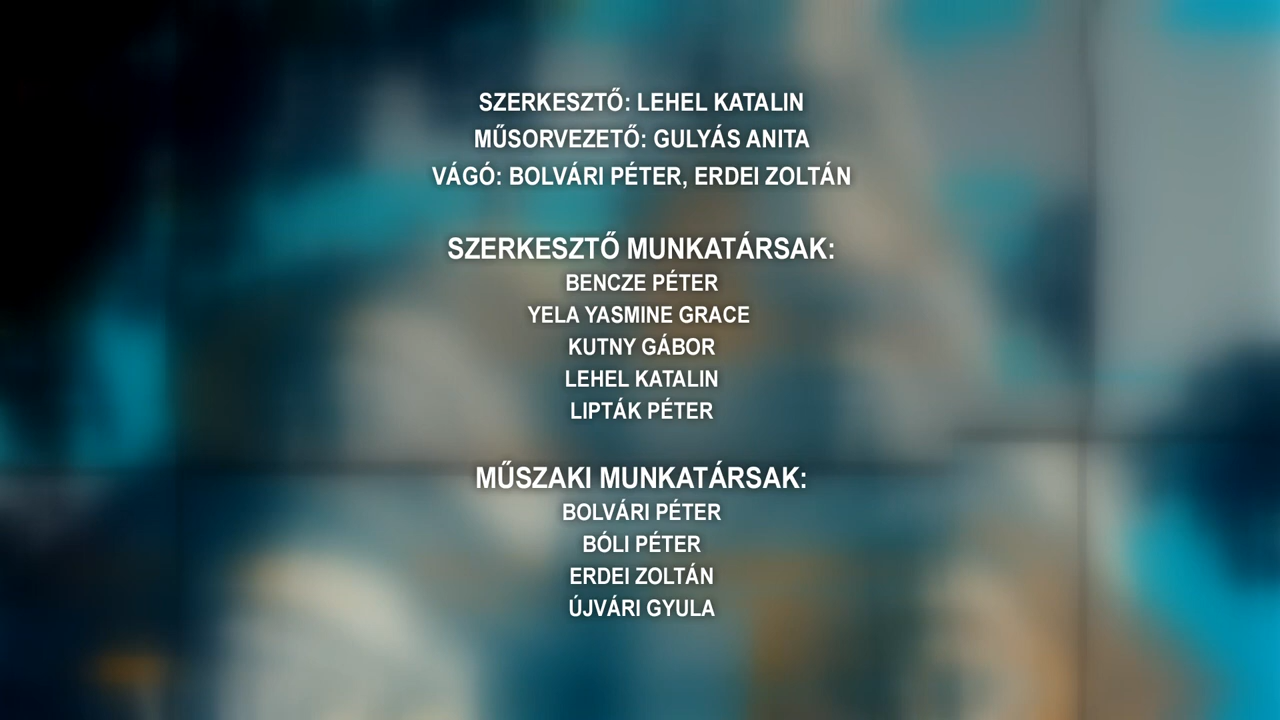 SZERKESZTŐ: LEHEL KATALIN
MŰSORVEZETŐ: GULYÁS ANITA
VÁGÓ: BOLVÁRI PÉTER, ERDEI ZOLTÁN
SZERKESZTŐ MUNKATÁRSAK:
BENCZE PÉTER
YELA YASMINE GRACE
KUTNY GÁBOR
LEHEL KATALIN
LIPTÁK PÉTER
MŰSZAKI MUNKATÁRSAK:
BOLVÁRI PÉTER
BÓLI PÉTER
ERDEI ZOLTÁN
ÚJVÁRI GYULA